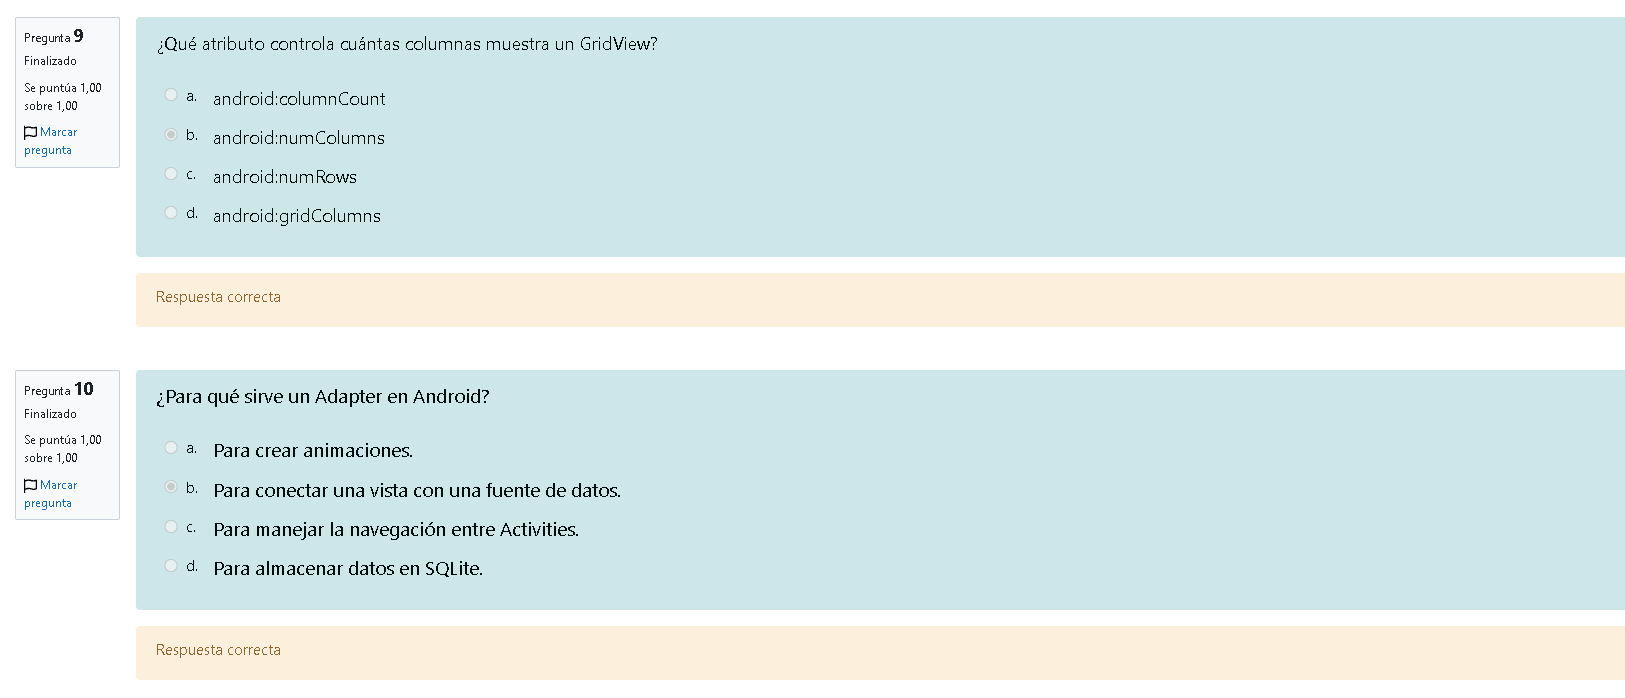 Pregunta 9
Finalizado
Se puntúa 1,00
sobre 1,00
Marcar
pregunta
¿Qué atributo controla cuántas columnas muestra un GridView?
a. android:columnCount
b. android:numColumns
c. android:numRows
d. android:gridColumns
Respuesta correcta
Pregunta 10
Finalizado
Se puntúa 1,00
sobre 1,00
Marcar
pregunta
¿Para qué sirve un Adapter en Android?
a. Para crear animaciones.
b. Para conectar una vista con una fuente de datos.
c. Para manejar la navegación entre Activities.
d. Para almacenar datos en SQLite.
Respuesta correcta